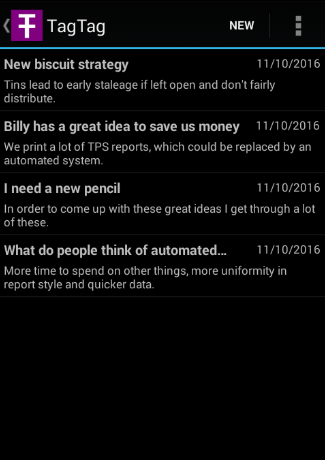 TagTag NEW
New biscuit strategy 11/10/2016
Tins lead to early staleage if left open and don't fairly
distribute.
Billy has a great idea to save us money 11/10/2016
We print a lot of TPS reports, which could be replaced by an
automated system.
I need a new pencil 11/10/2016
In order to come up with these great ideas I get through a lot
of these.
What do people think of automated... 11/10/2016
More time to spend on other things, more uniformity in
report style and quicker data.